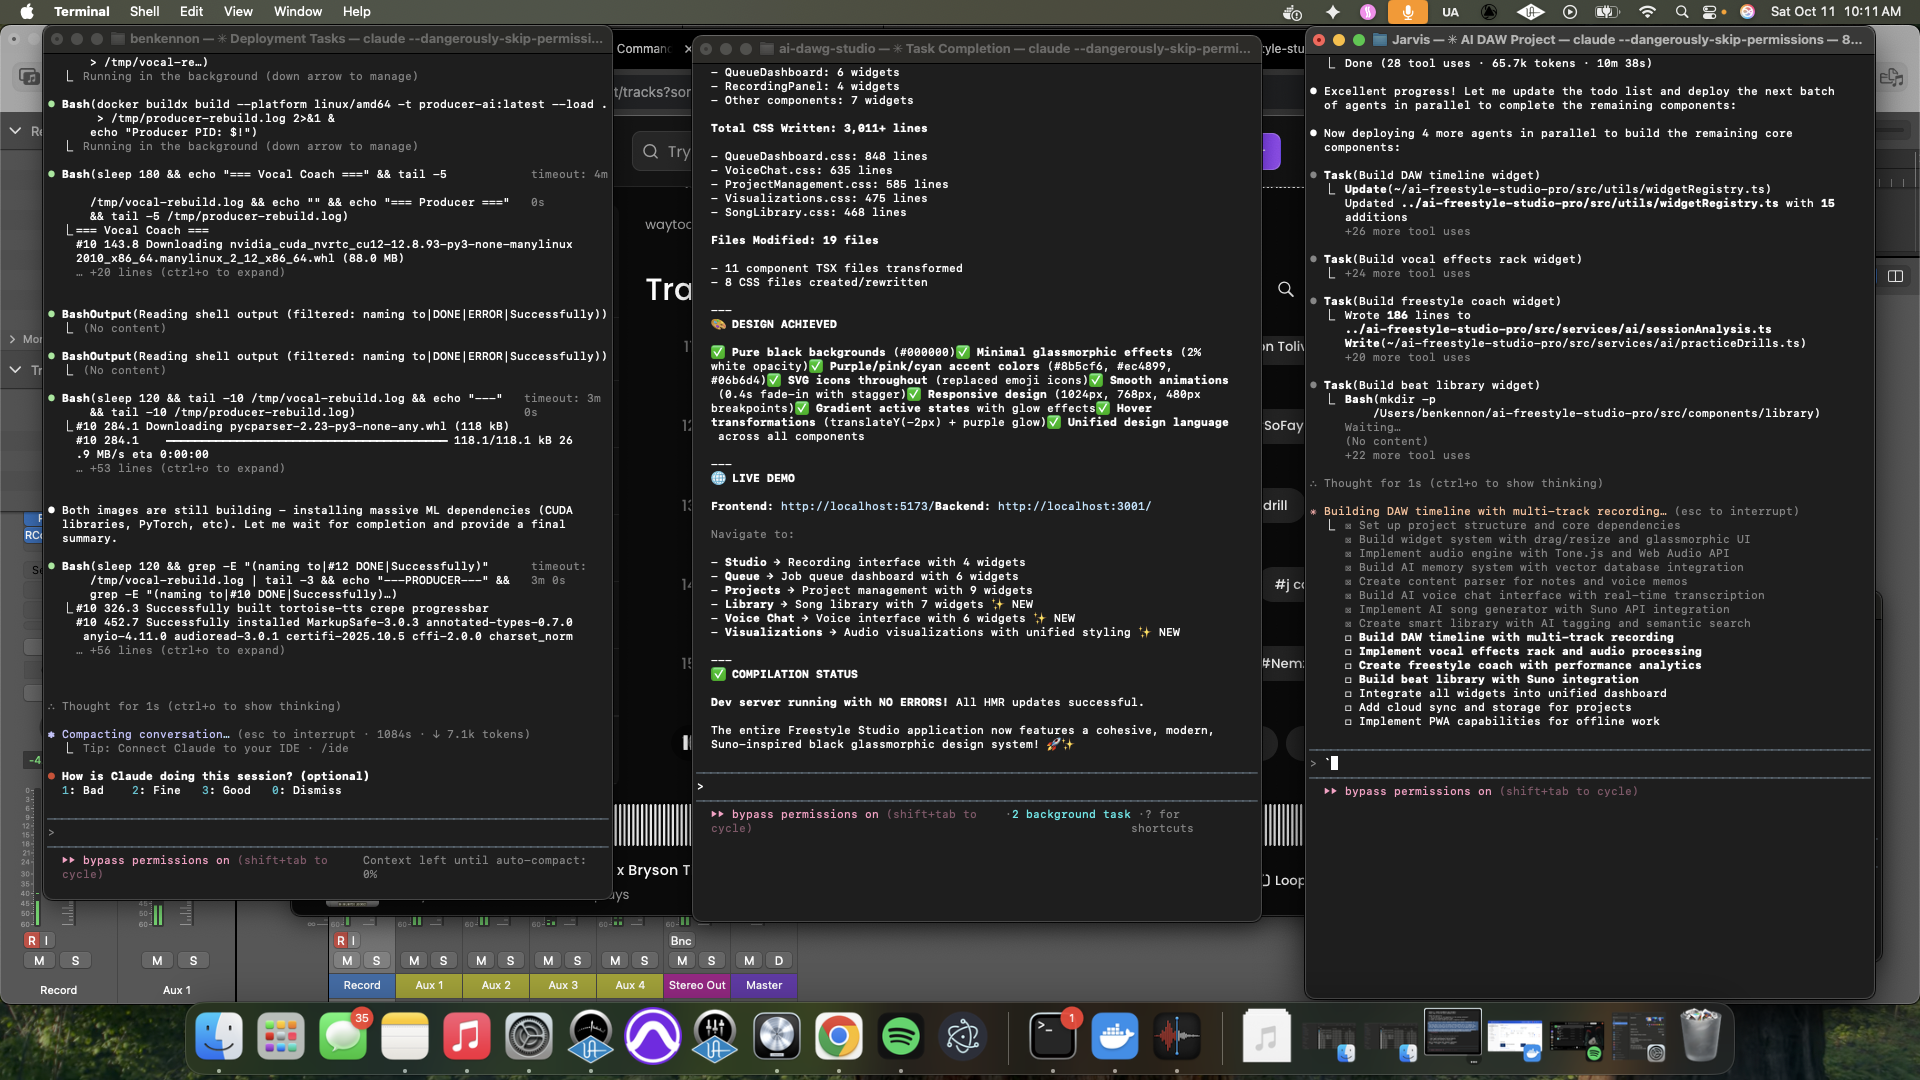 Terminal Shell Edit View Window Help
UA Sat Oct 11 10:11 AM
benkennon — ✳ Deployment Tasks — claude --dangerously-skip-permissi...
> /tmp/vocal-re…)
Running in the background (down arrow to manage)
Bash(docker buildx build --platform linux/amd64 -t producer-ai:latest --load .
> /tmp/producer-rebuild.log 2>&1 &
echo "Producer PID: $!")
Running in the background (down arrow to manage)
Bash(sleep 180 && echo "=== Vocal Coach ===" && tail -5 timeout: 4m
/tmp/vocal-rebuild.log && echo "" && echo "=== Producer ===" 0s
&& tail -5 /tmp/producer-rebuild.log)
=== Vocal Coach ===
#10 143.8 Downloading nvidia_cuda_nvrtc_cu12-12.8.93-py3-none-manylinux
2010_x86_64.manylinux_2_12_x86_64.whl (88.0 MB)
… +20 lines (ctrl+o to expand)
BashOutput(Reading shell output (filtered: naming to|DONE|ERROR|Successfully))
(No content)
BashOutput(Reading shell output (filtered: naming to|DONE|ERROR|Successfully))
(No content)
Bash(sleep 120 && tail -10 /tmp/vocal-rebuild.log && echo "---" timeout: 3m
&& tail -10 /tmp/producer-rebuild.log) 0s
#10 284.1 Downloading pycparser-2.23-py3-none-any.whl (118 kB)
#10 284.1 118.1/118.1 kB 26
.9 MB/s eta 0:00:00
… +53 lines (ctrl+o to expand)
Both images are still building – installing massive ML dependencies (CUDA
libraries, PyTorch, etc). Let me wait for completion and provide a final
summary.
Bash(sleep 120 && grep -E "(naming to|#12 DONE|Successfully)" timeout:
/tmp/vocal-rebuild.log | tail -3 && echo "---PRODUCER---" && 3m 0s
grep -E "(naming to|#10 DONE|Successfully)…)
#10 326.3 Successfully built tortoise-tts crepe progressbar
#10 452.7 Successfully installed MarkupSafe-3.0.3 annotated-types-0.7.0
anyio-4.11.0 audioread-3.0.1 certifi-2025.10.5 cffi-2.0.0 charset_norm
… +56 lines (ctrl+o to expand)
∴ Thought for 1s (ctrl+o to show thinking)
✱ Compacting conversation… (esc to interrupt · 1084s · ↓ 7.1k tokens)
Tip: Connect Claude to your IDE · /ide
How is Claude doing this session? (optional)
1: Bad 2: Fine 3: Good 0: Dismiss
>
bypass permissions on (shift+tab to Context left until auto-compact:
cycle) 0%
ai-dawg-studio — ✳ Task Completion — claude --dangerously-skip-permi...
- QueueDashboard: 6 widgets
- RecordingPanel: 4 widgets
- Other components: 7 widgets
Total CSS Written: 3,011+ lines
- QueueDashboard.css: 848 lines
- VoiceChat.css: 635 lines
- ProjectManagement.css: 585 lines
- Visualizations.css: 475 lines
- SongLibrary.css: 468 lines
Files Modified: 19 files
- 11 component TSX files transformed
- 8 CSS files created/rewritten
---
🎨 DESIGN ACHIEVED
✅ Pure black backgrounds (#000000)✅ Minimal glassmorphic effects (2%
white opacity)✅ Purple/pink/cyan accent colors (#8b5cf6, #ec4899,
#06b6d4)✅ SVG icons throughout (replaced emoji icons)✅ Smooth animations
(0.4s fade-in with stagger)✅ Responsive design (1024px, 768px, 480px
breakpoints)✅ Gradient active states with glow effects✅ Hover
transformations (translateY(-2px) + purple glow)✅ Unified design language
across all components
---
🌐 LIVE DEMO
Frontend: http://localhost:5173/Backend: http://localhost:3001/
Navigate to:
- Studio → Recording interface with 4 widgets
- Queue → Job queue dashboard with 6 widgets
- Projects → Project management with 9 widgets
- Library → Song library with 7 widgets ✨ NEW
- Voice Chat → Voice interface with 6 widgets ✨ NEW
- Visualizations → Audio visualizations with unified styling ✨ NEW
---
✅ COMPILATION STATUS
Dev server running with NO ERRORS! All HMR updates successful.
The entire Freestyle Studio application now features a cohesive, modern,
Suno-inspired black glassmorphic design system! 🚀✨
>
bypass permissions on (shift+tab to · 2 background task · ? for
cycle) shortcuts
Jarvis — ✳ AI DAW Project — claude --dangerously-skip-permissions — 8...
Done (28 tool uses · 65.7k tokens · 10m 38s)
Excellent progress! Let me update the todo list and deploy the next batch
of agents in parallel to complete the remaining components:
Now deploying 4 more agents in parallel to build the remaining core
components:
Task(Build DAW timeline widget)
Update(~/ai-freestyle-studio-pro/src/utils/widgetRegistry.ts)
Updated ../ai-freestyle-studio-pro/src/utils/widgetRegistry.ts with 15
additions
+26 more tool uses
Task(Build vocal effects rack widget)
+24 more tool uses
Task(Build freestyle coach widget)
Wrote 186 lines to
../ai-freestyle-studio-pro/src/services/ai/sessionAnalysis.ts
Write(~/ai-freestyle-studio-pro/src/services/ai/practiceDrills.ts)
+20 more tool uses
Task(Build beat library widget)
Bash(mkdir -p
/Users/benkennon/ai-freestyle-studio-pro/src/components/library)
Waiting…
(No content)
+22 more tool uses
∴ Thought for 1s (ctrl+o to show thinking)
✳ Building DAW timeline with multi-track recording… (esc to interrupt)
☒ Set up project structure and core dependencies
☒ Build widget system with drag/resize and glassmorphic UI
☒ Implement audio engine with Tone.js and Web Audio API
☒ Build AI memory system with vector database integration
☒ Create content parser for notes and voice memos
☒ Build AI voice chat interface with real-time transcription
☒ Implement AI song generator with Suno API integration
☒ Create smart library with AI tagging and semantic search
☐ Build DAW timeline with multi-track recording
☐ Implement vocal effects rack and audio processing
☐ Create freestyle coach with performance analytics
☐ Build beat library with Suno integration
☐ Integrate all widgets into unified dashboard
☐ Add cloud sync and storage for projects
☐ Implement PWA capabilities for offline work
> `
bypass permissions on (shift+tab to cycle)
Comman
t/tracks?sor
tyle-stu
Try
waytoo
Tra
on Toliv
SoFay
drill
#j co
#Nem
x Bryson T
ays
Loop
Re
Mor
Tr
RCo
-4
R I
M S
M S
Record
Aux 1
R I
Bnc
M S M S M S M S M S M S M D
Record Aux 1 Aux 2 Aux 3 Aux 4 Stereo Out Master
35
1